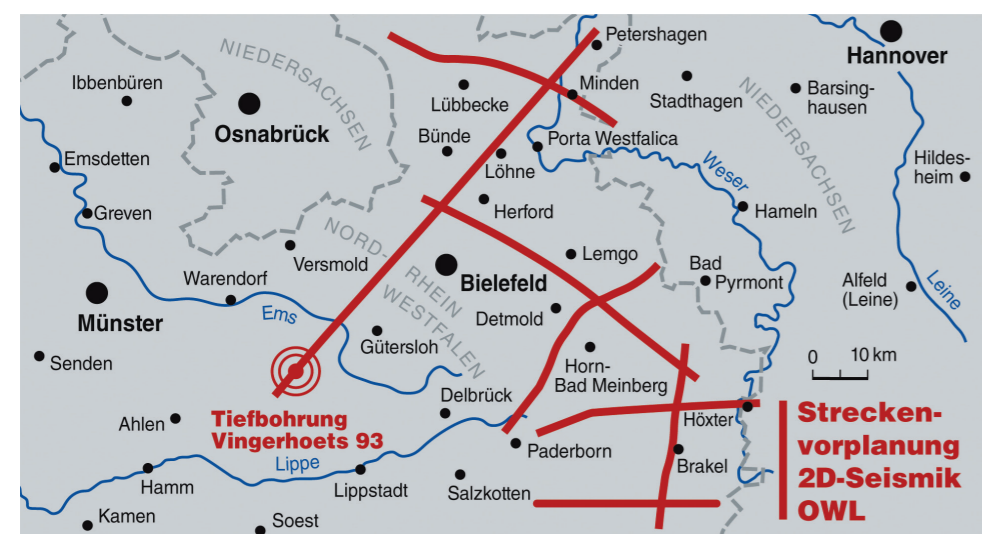 Petershagen
Hannover
NIEDERSACHSEN
Ibbenbüren
Minden
Stadthagen
Barsing-
hausen
Lübbecke
NIEDERSACHSEN
Osnabrück
Bünde
Porta Westfalica
Emsdetten
Löhne
Weser
Hildes-
heim
Greven
Herford
Hameln
NORD-
RHEIN
WESTFALEN
Versmold
Lemgo
Bad
Pyrmont
Warendorf
Bielefeld
Alfeld
(Leine)
Leine
Münster
Ems
Detmold
Gütersloh
Senden
Horn-
Bad Meinberg
0 10 km
Delbrück
Tiefbohrung
Vingerhoets 93
Höxter
Strecken-
vorplanung
2D-Seismik
OWL
Ahlen
Paderborn
Lippe
Brakel
Hamm
Lippstadt
Salzkotten
Kamen
Soest